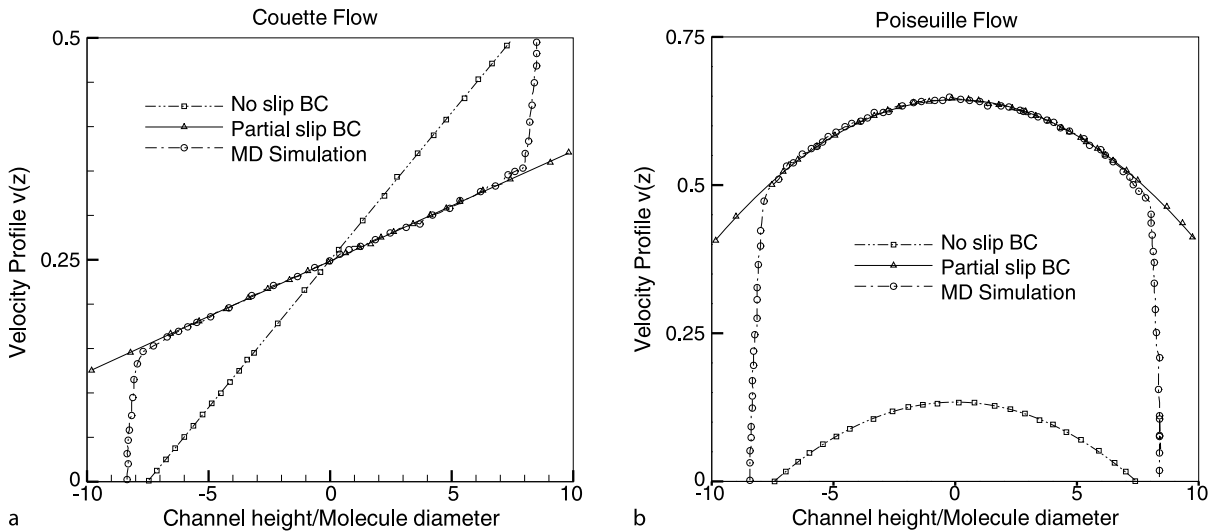 Couette Flow
0.5
0.25
0
Velocity Profile v(z)
No slip BC
Partial slip BC
MD Simulation
-10
-5
0
5
10
Channel height/Molecule diameter
a
Poiseuille Flow
0.75
0.5
0.25
0
Velocity Profile v(z)
No slip BC
Partial slip BC
MD Simulation
-10
-5
0
5
10
Channel height/Molecule diameter
b